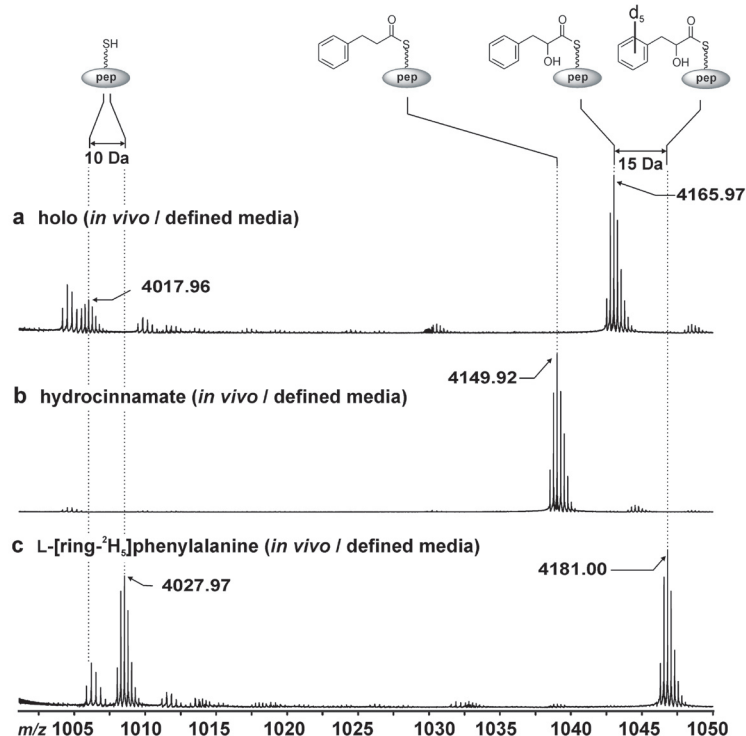 d₅
O
O
O
SH
S
S
S
OH
OH
pep
pep
pep
pep
10 Da
15 Da
4165.97
a holo (in vivo / defined media)
4017.96
4149.92
b hydrocinnamate (in vivo / defined media)
c L-[ring-²H₅]phenylalanine (in vivo / defined media)
4181.00
4027.97
m/z 1005 1010 1015 1020 1025 1030 1035 1040 1045 1050